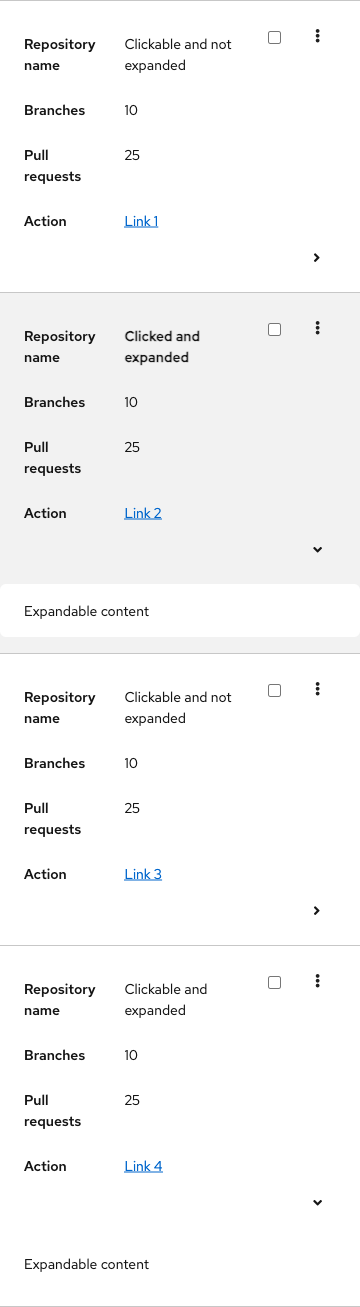 Repository name Clickable and not expanded
Branches 10
Pull requests 25
Action Link 1
Repository name Clicked and expanded
Branches 10
Pull requests 25
Action Link 2
Expandable content
Repository name Clickable and not expanded
Branches 10
Pull requests 25
Action Link 3
Repository name Clickable and expanded
Branches 10
Pull requests 25
Action Link 4
Expandable content